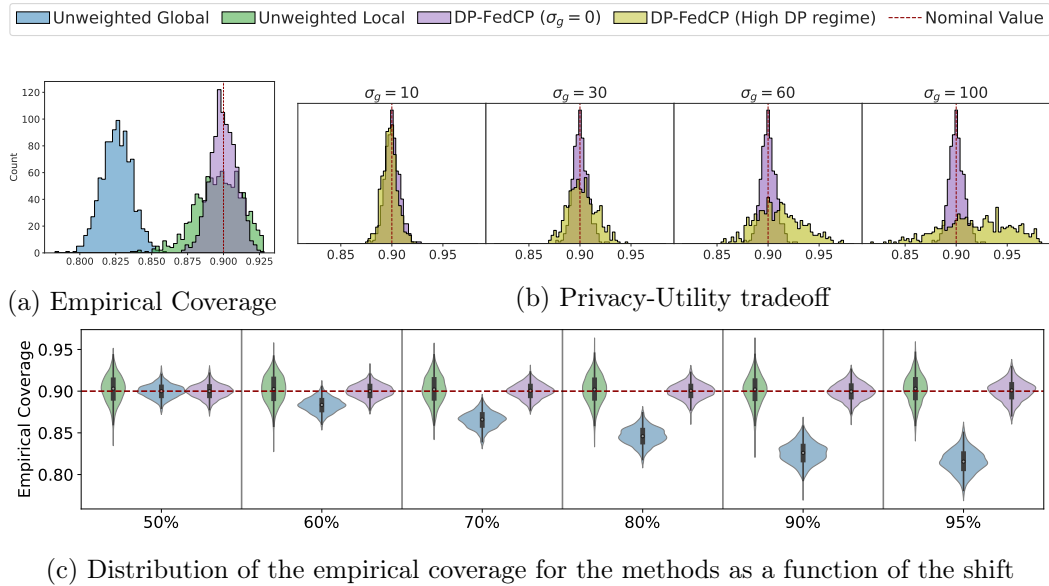 Unweighted Global Unweighted Local DP-FedCP (σg = 0) DP-FedCP (High DP regime) Nominal Value
σg = 10 σg = 30 σg = 60 σg = 100
120
100
80
60
40
20
0
Count
0.800 0.825 0.850 0.875 0.900 0.925
0.85 0.90 0.95 0.85 0.90 0.95 0.85 0.90 0.95 0.85 0.90 0.95
(a) Empirical Coverage
(b) Privacy-Utility tradeoff
Empirical Coverage
0.95
0.90
0.85
0.80
50% 60% 70% 80% 90% 95%
(c) Distribution of the empirical coverage for the methods as a function of the shift